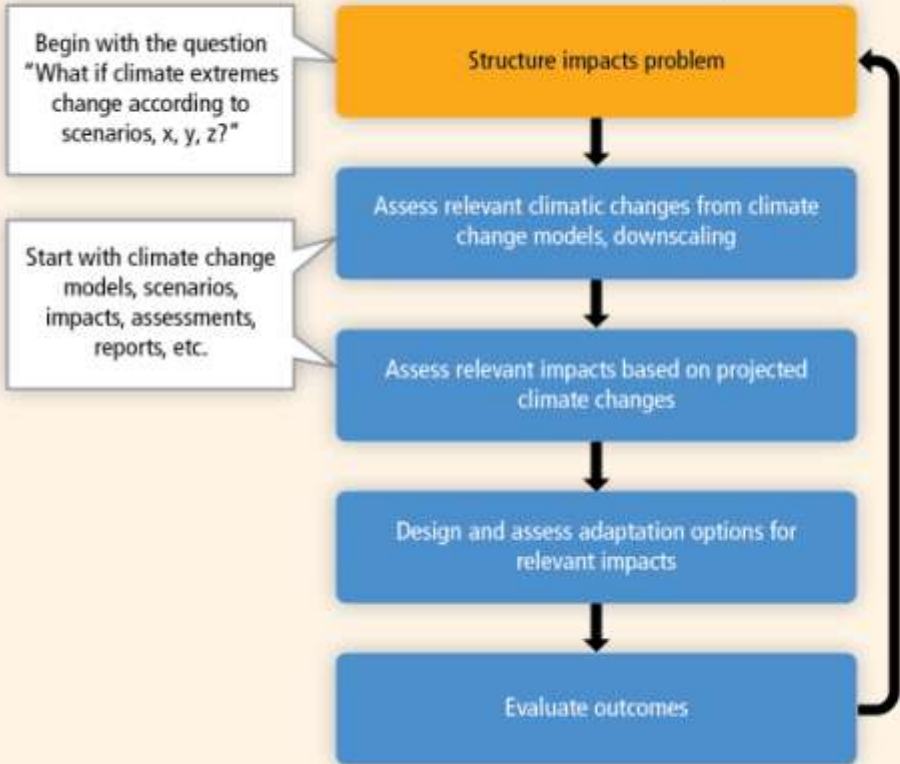 Begin with the question
"What if climate extremes
change according to
scenarios, x, y, z?"
Structure impacts problem
Start with climate change
models, scenarios,
impacts, assessments,
reports, etc.
Assess relevant climatic changes from climate
change models, downscaling
Assess relevant impacts based on projected
climate changes
Design and assess adaptation options for
relevant impacts
Evaluate outcomes